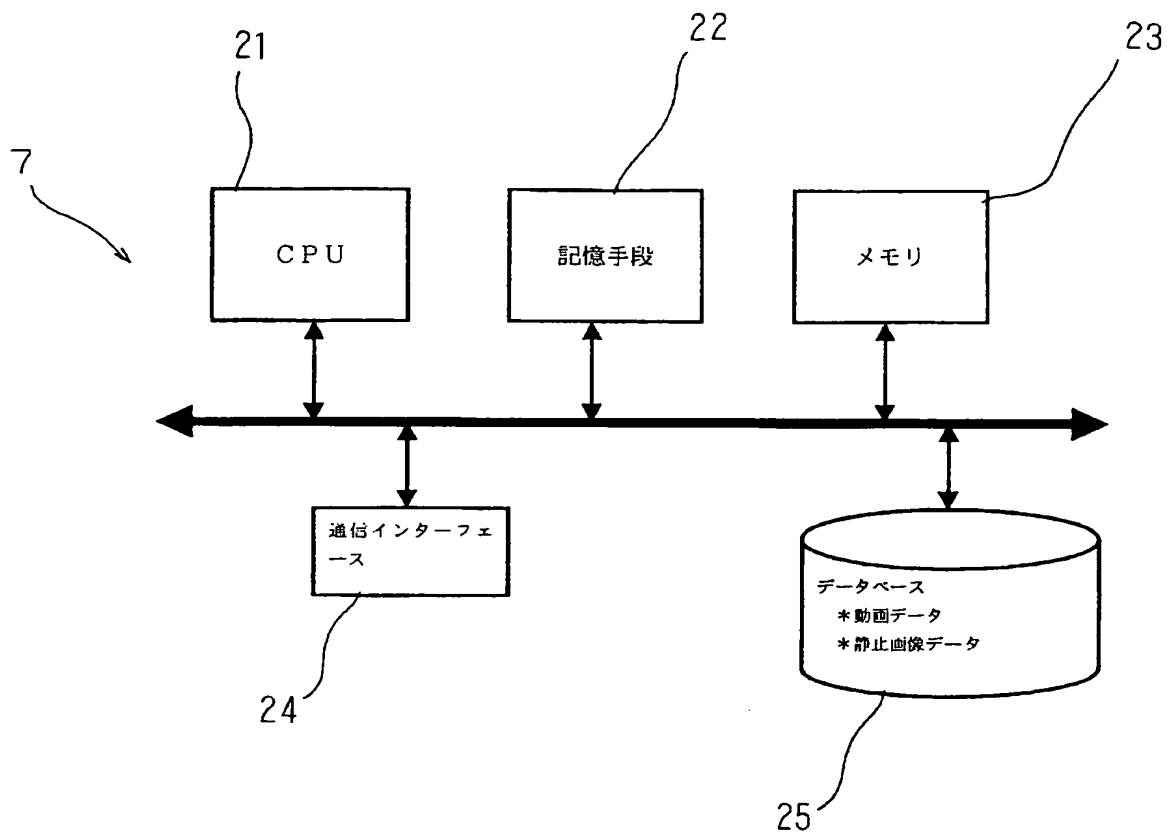 21
22
23
7
CPU
記憶手段
メモリ
通信インターフェ
ース
データベース
*動画データ
*静止画像データ
24
25